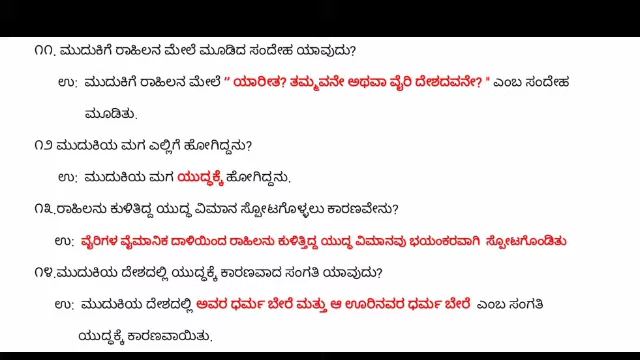 ೧೧. ಮುದುಕಿಗೆ ರಾಹಿಲನ ಮೇಲೆ ಮೂಡಿದ ಸಂದೇಹ ಯಾವುದು?
ಉ: ಮುದುಕಿಗೆ ರಾಹಿಲನ ಮೇಲೆ " ಯಾರೀತ? ತಮ್ಮವನೇ ಅಥವಾ ವೈರಿ ದೇಶದವನೇ? " ಎಂಬ ಸಂದೇಹ
ಮೂಡಿತು.
೧೨ ಮುದುಕಿಯ ಮಗ ಎಲ್ಲಿಗೆ ಹೋಗಿದ್ದನು?
ಉ: ಮುದುಕಿಯ ಮಗ ಯುದ್ಧಕ್ಕೆ ಹೋಗಿದ್ದನು.
೧೩.ರಾಹಿಲನು ಕುಳಿತಿದ್ದ ಯುದ್ಧ ವಿಮಾನ ಸ್ಪೋಟಗೊಳ್ಳಲು ಕಾರಣವೇನು?
ಉ: ವೈರಿಗಳ ವೈಮಾನಿಕ ದಾಳಿಯಿಂದ ರಾಹಿಲನು ಕುಳಿತ್ತಿದ್ದ ಯುದ್ಧ ವಿಮಾನವು ಭಯಂಕರವಾಗಿ ಸ್ಪೋಟಗೊಂಡಿತು
೧೪.ಮುದುಕಿಯ ದೇಶದಲ್ಲಿ ಯುದ್ಧಕ್ಕೆ ಕಾರಣವಾದ ಸಂಗತಿ ಯಾವುದು?
ಉ: ಮುದುಕಿಯ ದೇಶದಲ್ಲಿ ಅವರ ಧರ್ಮ ಬೇರೆ ಮತ್ತು ಆ ಊರಿನವರ ಧರ್ಮ ಬೇರೆ ಎಂಬ ಸಂಗತಿ
ಯುದ್ಧಕ್ಕೆ ಕಾರಣವಾಯಿತು.